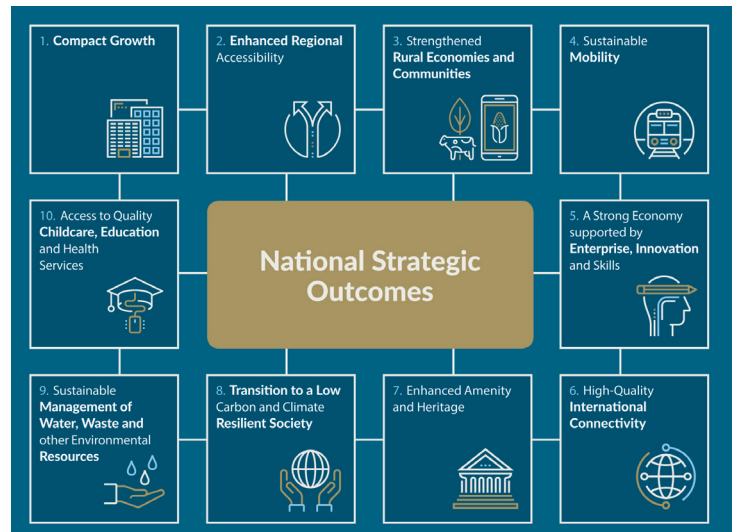 1. Compact Growth
2. Enhanced Regional
Accessibility
3. Strengthened
Rural Economies and
Communities
4. Sustainable
Mobility
10. Access to Quality
Childcare, Education
and Health
Services
National Strategic
Outcomes
5. A Strong Economy
supported by
Enterprise, Innovation
and Skills
9. Sustainable
Management of
Water, Waste and
other Environmental
Resources
8. Transition to a Low
Carbon and Climate
Resilient Society
7. Enhanced Amenity
and Heritage
6. High-Quality
International
Connectivity